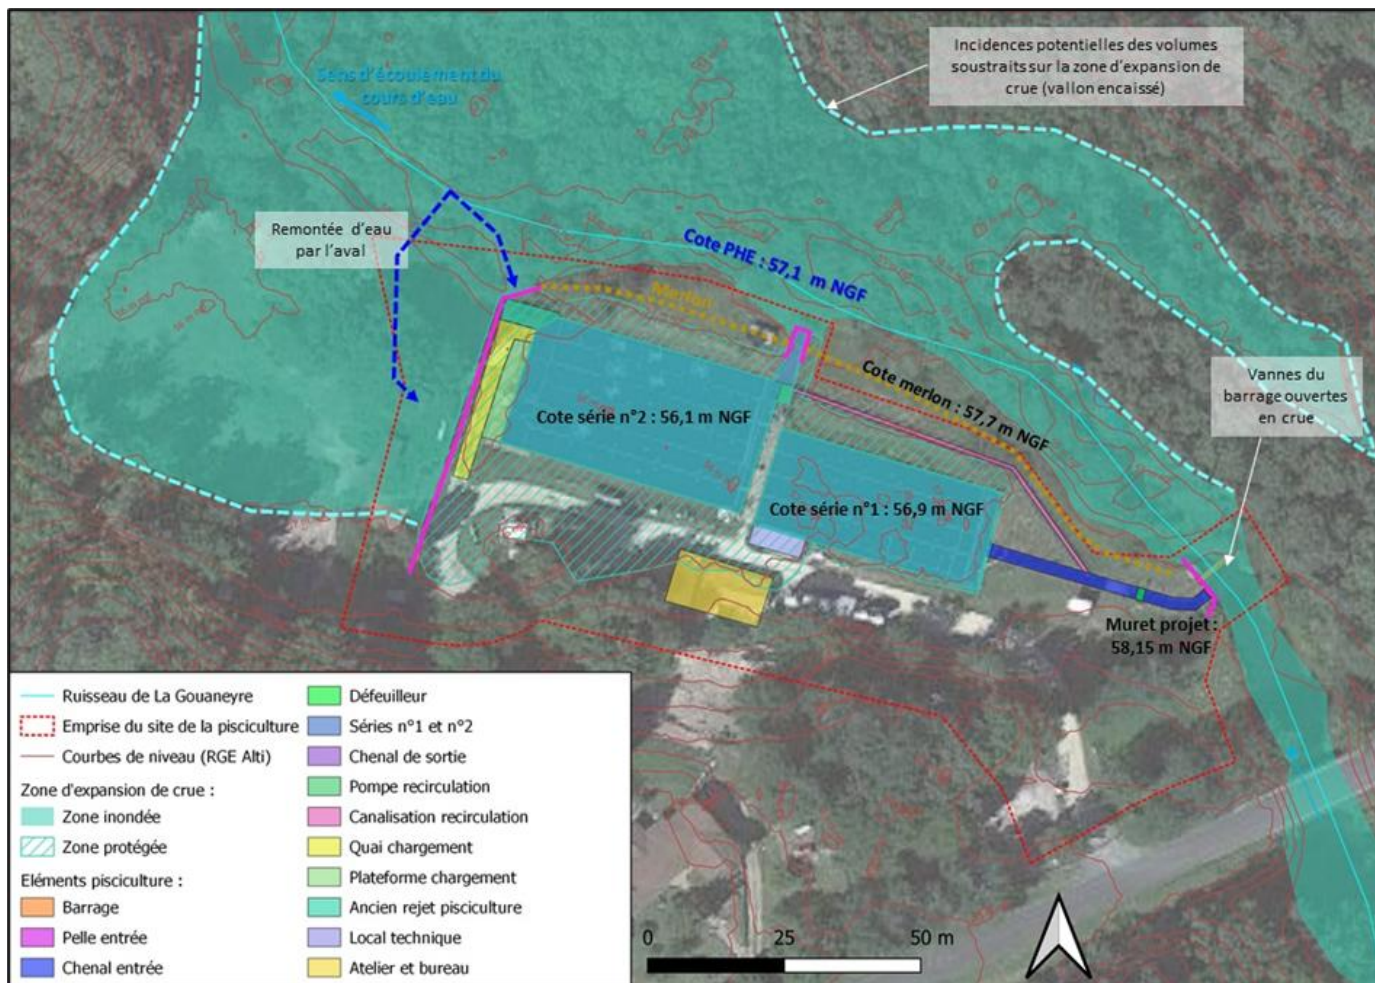 Incidences potentielles des volumes
soustraits sur la zone d'expansion de
crue (vallon encaissé)
Sens d'écoulement du
cours d'eau
Remontée d'eau
par l'aval
Cote PHE : 57,1 m NGF
Merlon
Cote merlon : 57,7 m NGF
Vannes du
barrage ouvertes
en crue
Cote série n°2 : 56,1 m NGF
Cote série n°1 : 56,9 m NGF
Muret projet :
58,15 m NGF
Ruisseau de La Gouaneyre
Emprise du site de la pisciculture
Courbes de niveau (RGE Alti)
Zone d'expansion de crue :
Zone inondée
Zone protégée
Eléments pisciculture :
Barrage
Pelle entrée
Chenal entrée
Défeuilleur
Séries n°1 et n°2
Chenal de sortie
Pompe recirculation
Canalisation recirculation
Quai chargement
Plateforme chargement
Ancien rejet pisciculture
Local technique
Atelier et bureau
0 25 50 m